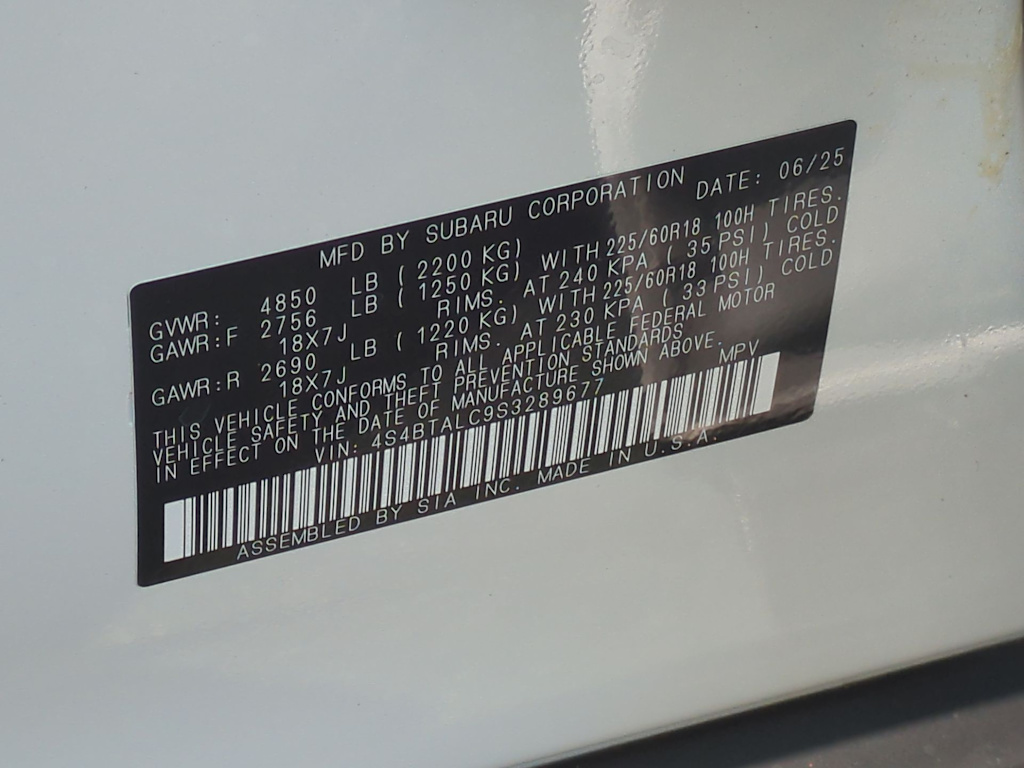 MFD BY SUBARU CORPORATION DATE: 06/25
GVWR: 4850 LB ( 2200 KG)
GAWR:F 2756 LB ( 1250 KG) WITH 225/60R18 100H TIRES.
18X7J RIMS. AT 240 KPA ( 35 PSI) COLD
GAWR:R 2690 LB ( 1220 KG) WITH 225/60R18 100H TIRES.
18X7J RIMS. AT 230 KPA ( 33 PSI) COLD
THIS VEHICLE CONFORMS TO ALL APPLICABLE FEDERAL MOTOR
VEHICLE SAFETY AND THEFT PREVENTION STANDARDS
IN EFFECT ON THE DATE OF MANUFACTURE SHOWN ABOVE.
VIN: 4S4BTALC9S3289677 MPV
ASSEMBLED BY SIA INC. MADE IN U.S.A.